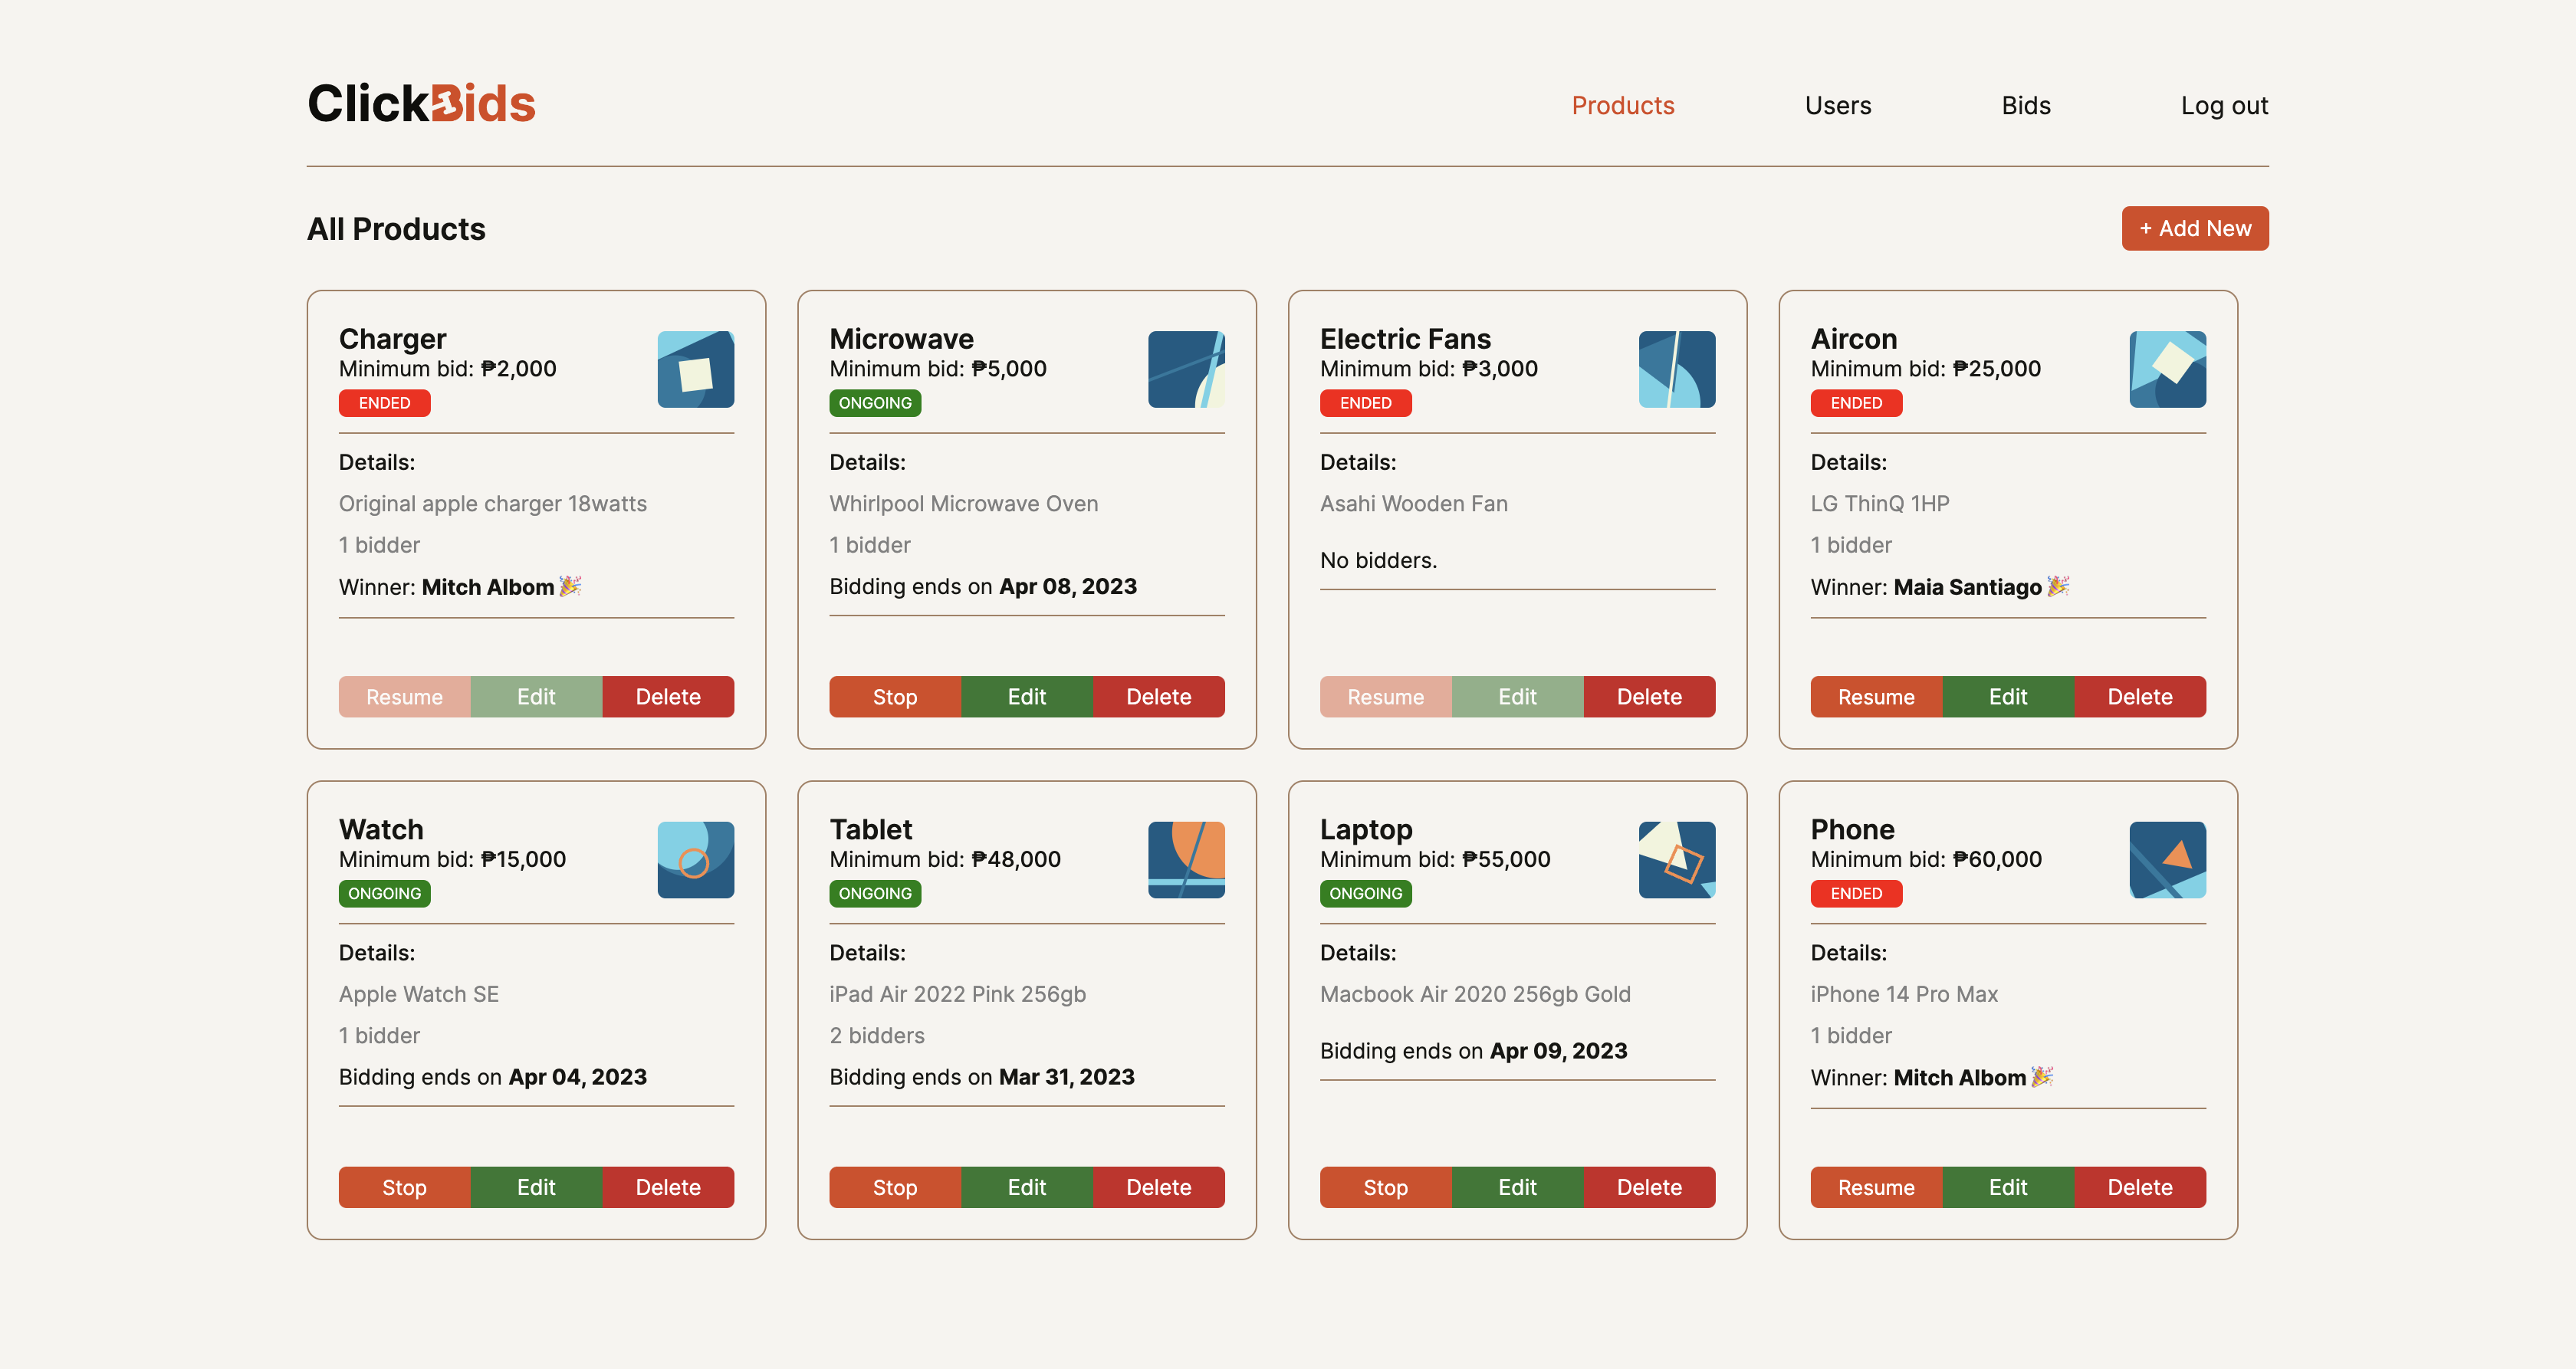 ClickBids
Products Users Bids Log out
All Products
+ Add New
Charger
Minimum bid: ₱2,000
ENDED
Details:
Original apple charger 18watts
1 bidder
Winner: Mitch Albom 🎉
Resume Edit Delete
Microwave
Minimum bid: ₱5,000
ONGOING
Details:
Whirlpool Microwave Oven
1 bidder
Bidding ends on Apr 08, 2023
Stop Edit Delete
Electric Fans
Minimum bid: ₱3,000
ENDED
Details:
Asahi Wooden Fan
No bidders.
Resume Edit Delete
Aircon
Minimum bid: ₱25,000
ENDED
Details:
LG ThinQ 1HP
1 bidder
Winner: Maia Santiago 🎉
Resume Edit Delete
Watch
Minimum bid: ₱15,000
ONGOING
Details:
Apple Watch SE
1 bidder
Bidding ends on Apr 04, 2023
Stop Edit Delete
Tablet
Minimum bid: ₱48,000
ONGOING
Details:
iPad Air 2022 Pink 256gb
2 bidders
Bidding ends on Mar 31, 2023
Stop Edit Delete
Laptop
Minimum bid: ₱55,000
ONGOING
Details:
Macbook Air 2020 256gb Gold
Bidding ends on Apr 09, 2023
Stop Edit Delete
Phone
Minimum bid: ₱60,000
ENDED
Details:
iPhone 14 Pro Max
1 bidder
Winner: Mitch Albom 🎉
Resume Edit Delete